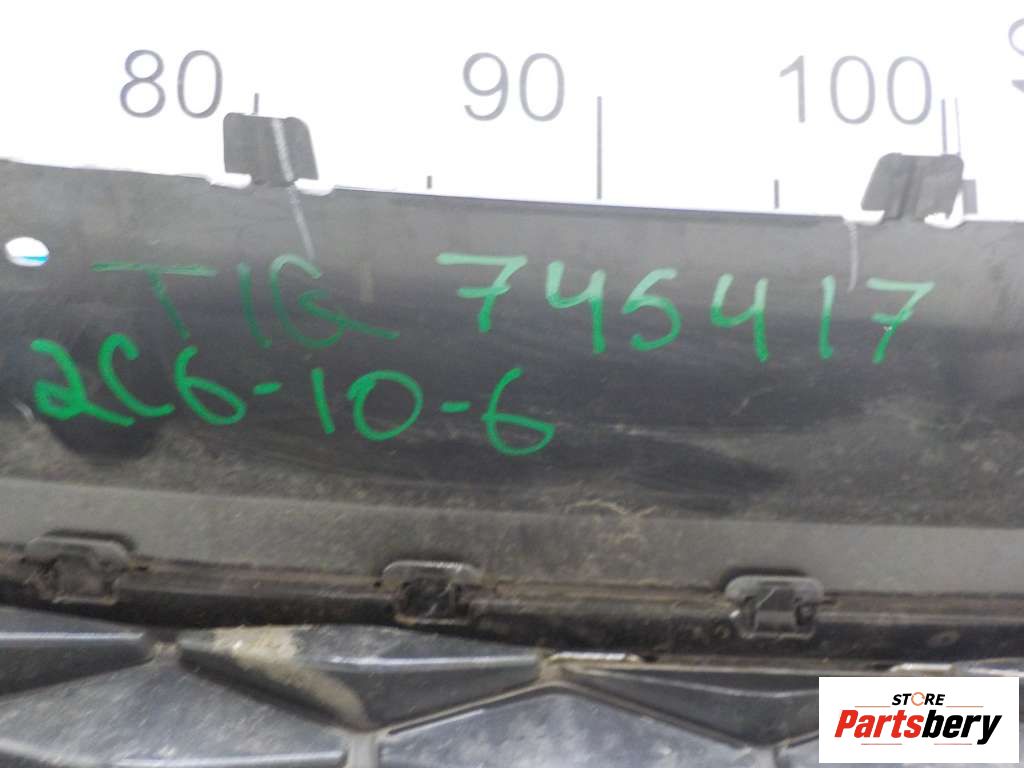 80 90 100
TIG 745417
2C6-10-6
STORE
Partsbery